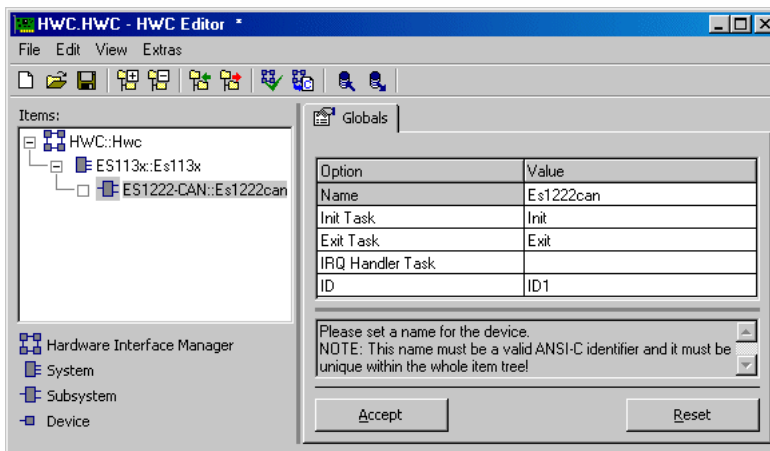 HWC.HWC - HWC Editor *
File Edit View Extras
Items:
HWC::Hwc
ES113x::Es113x
ES1222-CAN::Es1222can
Hardware Interface Manager
System
Subsystem
Device
Globals
Option Value
Name Es1222can
Init Task Init
Exit Task Exit
IRQ Handler Task
ID ID1
Please set a name for the device.
NOTE: This name must be a valid ANSI-C identifier and it must be
unique within the whole item tree!
Accept Reset